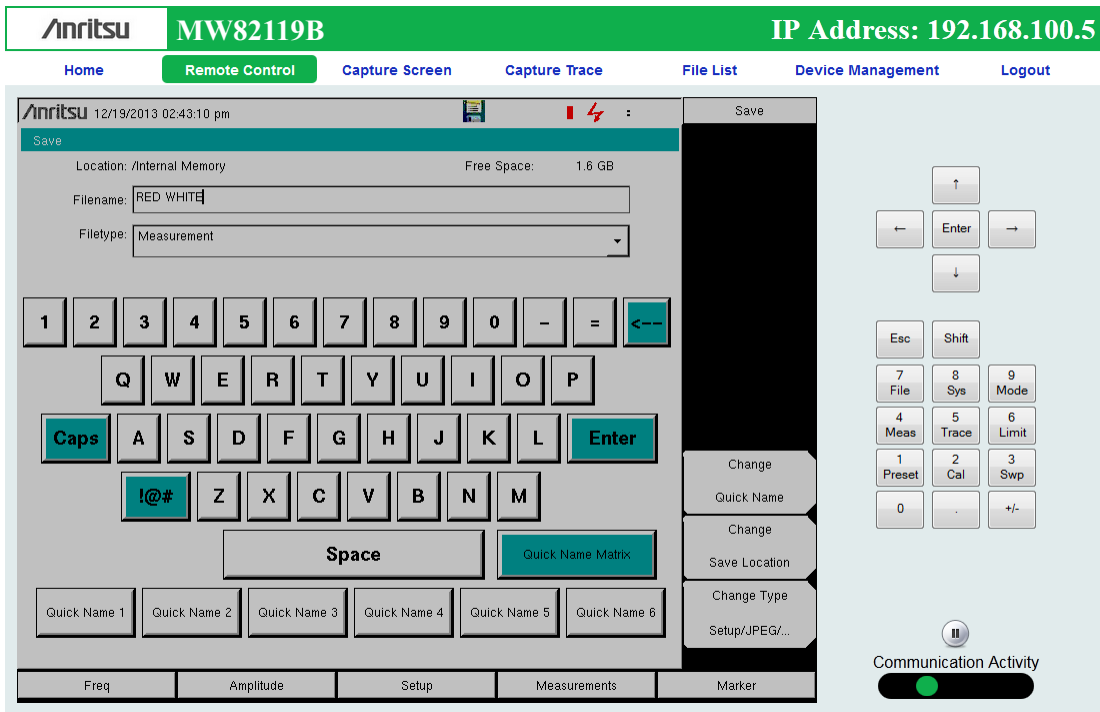 /Inritsu MW82119B IP Address: 192.168.100.5
Home Remote Control Capture Screen Capture Trace File List Device Management Logout
/Inritsu 12/19/2013 02:43:10 pm :
Save
Save
Location: /Internal Memory Free Space: 1.6 GB
Filename: RED WHITE
Filetype: Measurement
1 2 3 4 5 6 7 8 9 0 - = <--
Q W E R T Y U I O P
Caps A S D F G H J K L Enter
!@# Z X C V B N M
Space Quick Name Matrix
Quick Name 1 Quick Name 2 Quick Name 3 Quick Name 4 Quick Name 5 Quick Name 6
Change
Quick Name
Change
Save Location
Change Type
Setup/JPEG/...
Freq Amplitude Setup Measurements Marker
↑
← Enter →
↓
Esc Shift
7 8 9
File Sys Mode
4 5 6
Meas Trace Limit
1 2 3
Preset Cal Swp
0 . +/-
Communication Activity